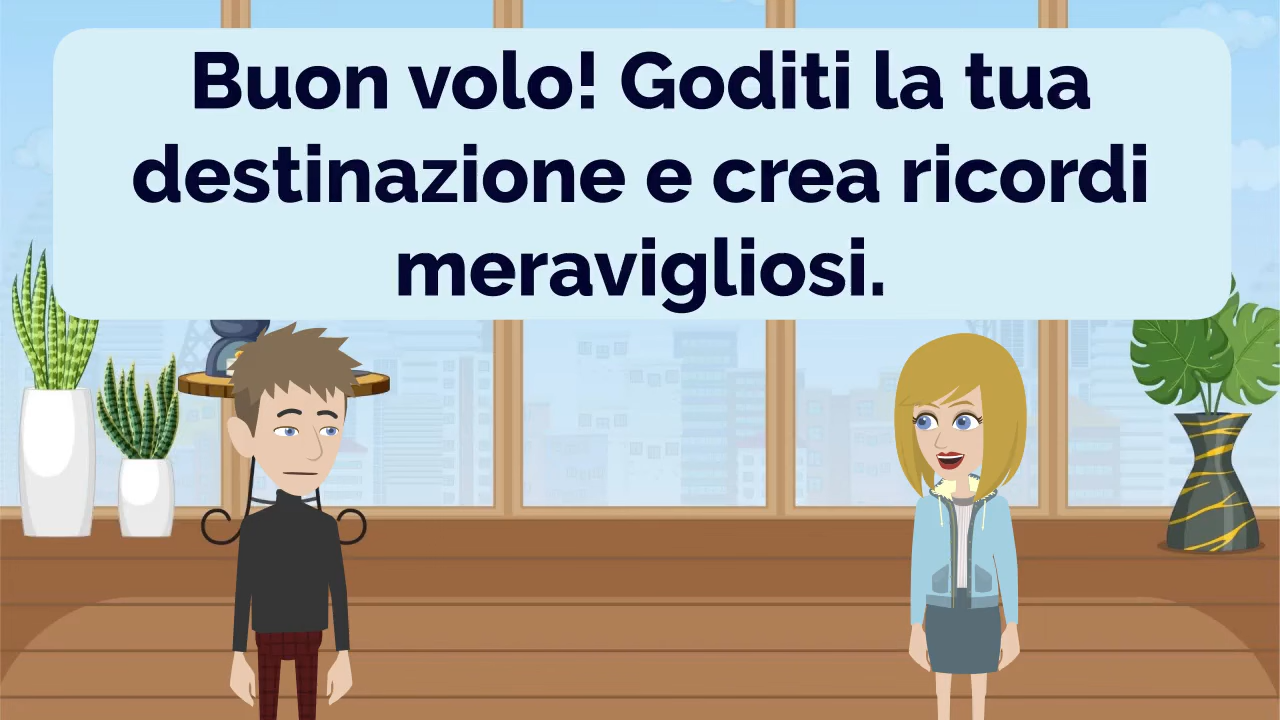 Buon volo! Goditi la tua
destinazione e crea ricordi
meravigliosi.